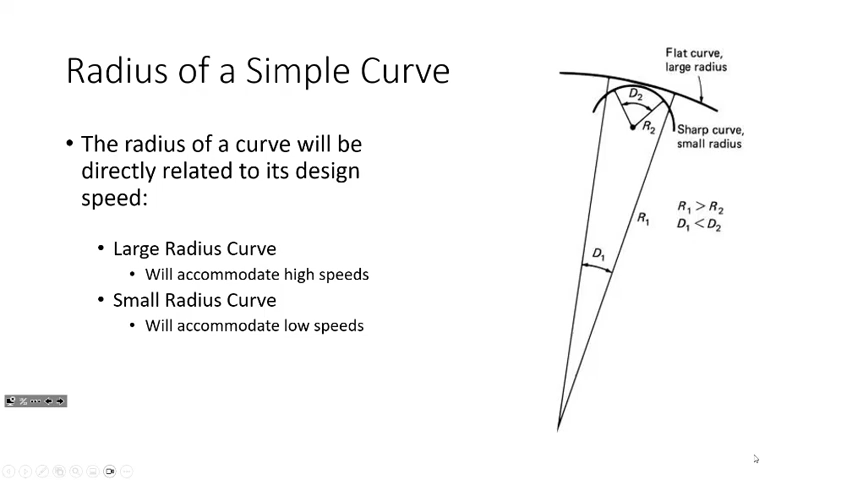 Radius of a Simple Curve
• The radius of a curve will be
directly related to its design
speed:
• Large Radius Curve
• Will accommodate high speeds
• Small Radius Curve
• Will accommodate low speeds
Flat curve,
large radius
D₂
R₂
Sharp curve,
small radius
R₁ > R₂
D₁ < D₂
R₁
D₁